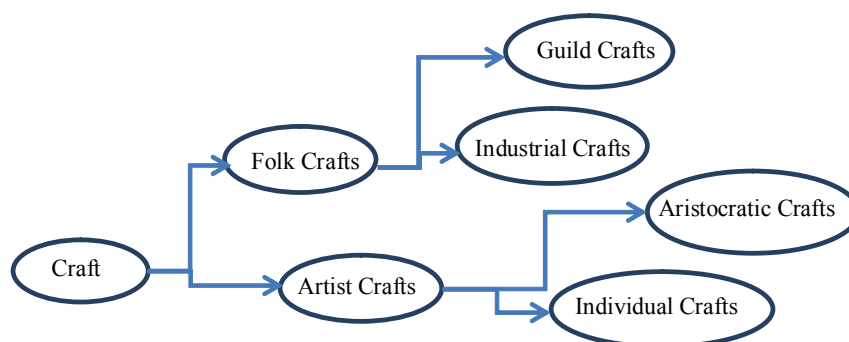 Guild Crafts
Folk Crafts
Industrial Crafts
Aristocratic Crafts
Craft
Artist Crafts
Individual Crafts